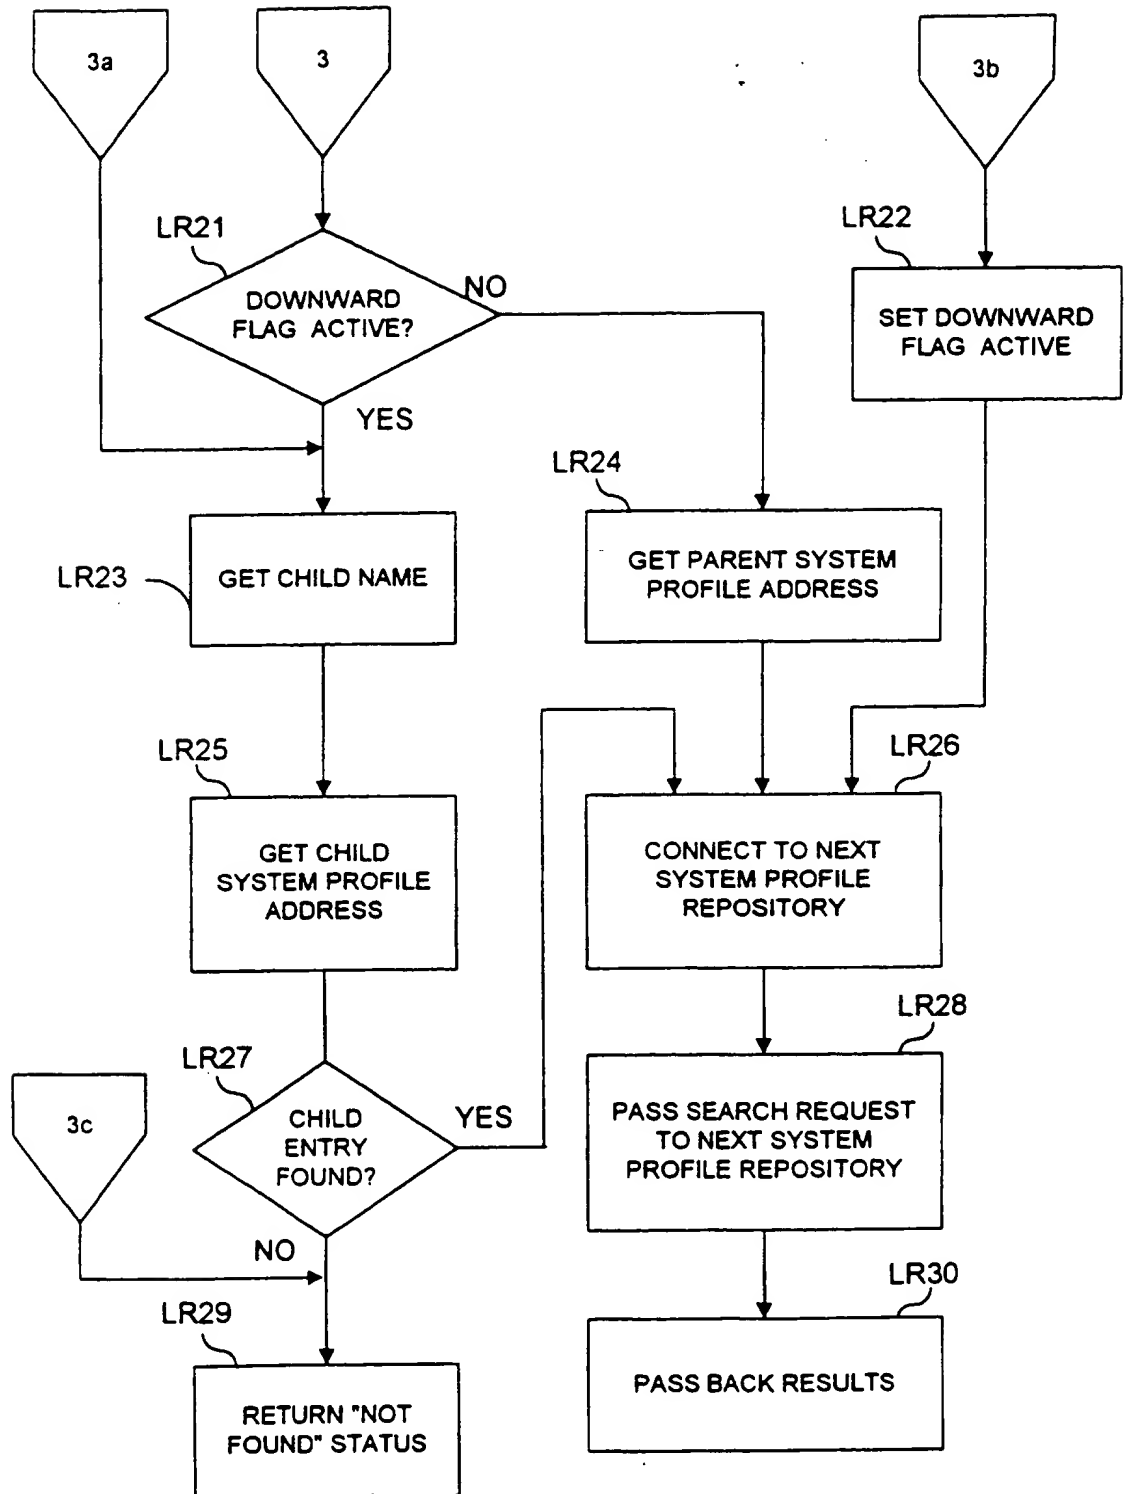 3a
3
3b
LR21
DOWNWARD
FLAG ACTIVE?
NO
YES
LR22
SET DOWNWARD
FLAG ACTIVE
LR23
GET CHILD NAME
LR24
GET PARENT SYSTEM
PROFILE ADDRESS
LR25
GET CHILD
SYSTEM PROFILE
ADDRESS
LR26
CONNECT TO NEXT
SYSTEM PROFILE
REPOSITORY
LR27
CHILD
ENTRY
FOUND?
YES
NO
3c
LR28
PASS SEARCH REQUEST
TO NEXT SYSTEM
PROFILE REPOSITORY
LR29
RETURN "NOT
FOUND" STATUS
LR30
PASS BACK RESULTS